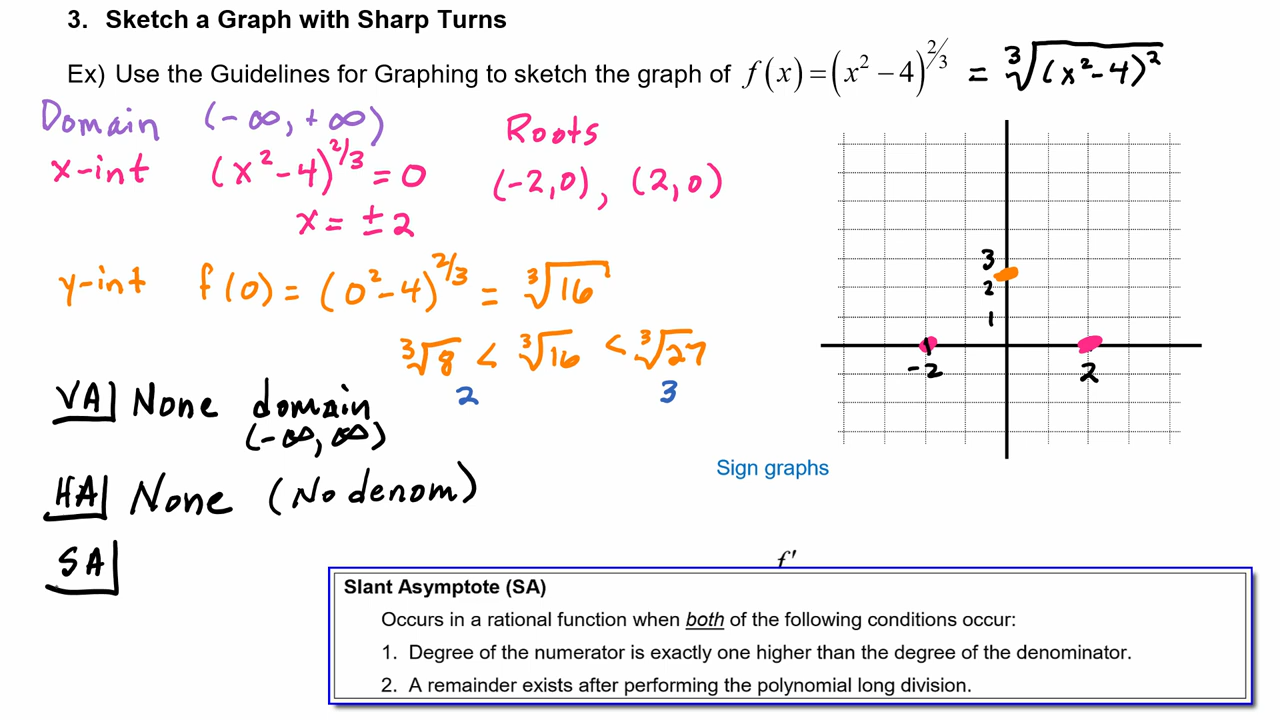 3. Sketch a Graph with Sharp Turns
Ex) Use the Guidelines for Graphing to sketch the graph of f(x) = (x² − 4)^{2/3} = ∛(x²-4)²
Domain (-∞, +∞)
Roots
x-int (x²-4)^{2/3} = 0
(-2,0), (2,0)
x = ±2
y-int f(0) = (0²-4)^{2/3} = ∛16
∛8 < ∛16 < ∛27
2 3
VA None domain
(-∞, ∞)
HA None (No denom)
SA
3
2
1
-2 2
Sign graphs
f'
Slant Asymptote (SA)
Occurs in a rational function when both of the following conditions occur:
1. Degree of the numerator is exactly one higher than the degree of the denominator.
2. A remainder exists after performing the polynomial long division.